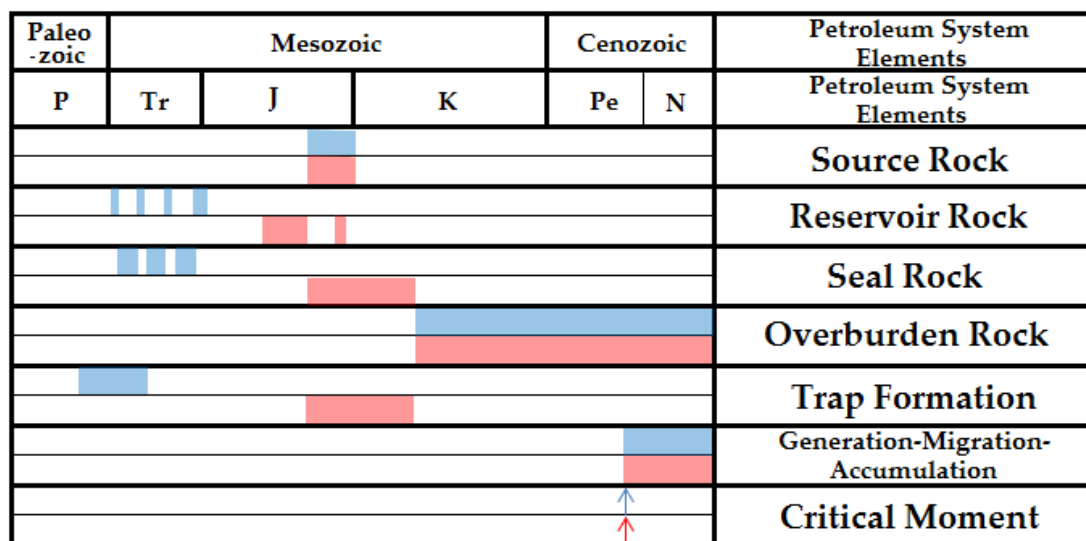 Paleo
-zoic
Mesozoic
Cenozoic
Petroleum System
Elements
P
Tr
J
K
Pe
N
Petroleum System
Elements
Source Rock
Reservoir Rock
Seal Rock
Overburden Rock
Trap Formation
Generation-Migration-
Accumulation
Critical Moment